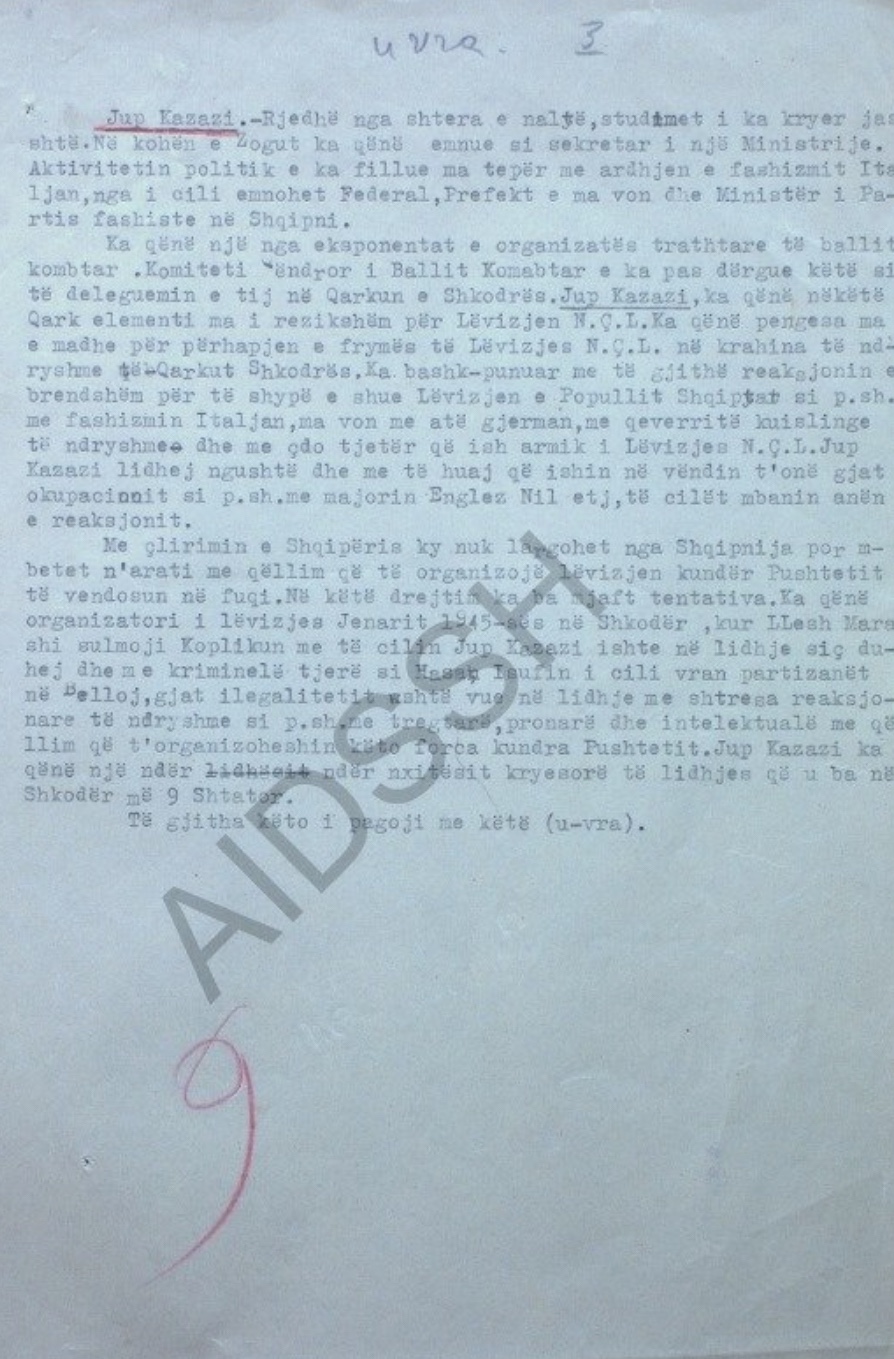 u vra. 3
Jup Kazazi.-Rjedhë nga shtera e naltë,studimet i ka kryer jas
shtë.Në kohën e Zogut ka qënë emnue si sekretar i një Ministrije.
Aktivitetin politik e ka fillue ma tepër me ardhjen e fashizmit Ita
ljan,nga i cili emnohet Federal,Prefekt e ma von dhe Ministër i Pa-
rtis fashiste në Shqipni.
Ka qënë një nga eksponentat e organizatës trathtare të ballit
kombtar .Komiteti Qëndror i Ballit Komabtar e ka pas dërgue këtë si
të deleguemin e tij në Qarkun e Shkodrës.Jup Kazazi,ka qënë nëkëtë
Qark elementi ma i rezikshëm për Lëvizjen N.Ç.L.Ka qënë pengesa ma
e madhe për përhapjen e frymës të Lëvizjes N.Ç.L. në krahina të nd-
ryshme të Qarkut Shkodrës.Ka bashk-punuar me të gjithë reaksjonin e
brendshëm për të shypë e shue Lëvizjen e Popullit Shqiptar si p.sh.
me fashizmin Italjan,ma von me atë gjerman,me qeverritë kuislinge
të ndryshme dhe me çdo tjetër që ish armik i Lëvizjes N.Ç.L.Jup
Kazazi lidhej ngushtë dhe me të huaj që ishin në vëndin t'onë gjat
okupacionit si p.sh.me majorin Englez Nil etj,të cilët mbanin anën
e reaksjonit.
Me çlirimin e Shqipëris ky nuk largohet nga Shqipnija por m-
betet n'arati me qëllim që të organizojë lëvizjen kundër Pushtetit
të vendosun në fuqi.Në këtë drejtim ka ba mjaft tentativa.Ka qënë
organizatori i lëvizjes Jenarit 1945-sës në Shkodër ,kur LLesh Mara
shi sulmoji Koplikun me të cilin Jup Kazazi ishte në lidhje siç du-
hej dhe me kriminelë tjerë si Hasan Isufin i cili vran partizanët
në Belloj,gjat ilegalitetit ashtë vue në lidhje me shtresa reaksjo-
nare të ndryshme si p.sh.me tregtarë,pronarë dhe intelektualë me që
llim që t'organizoheshin këto forca kundra Pushtetit.Jup Kazazi ka
qënë një ndër lidhësit ndër nxitësit kryesorë të lidhjes që u ba në
Shkodër më 9 Shtator.
Të gjitha këto i pagoji me këtë (u-vra).
AIDSSH
9